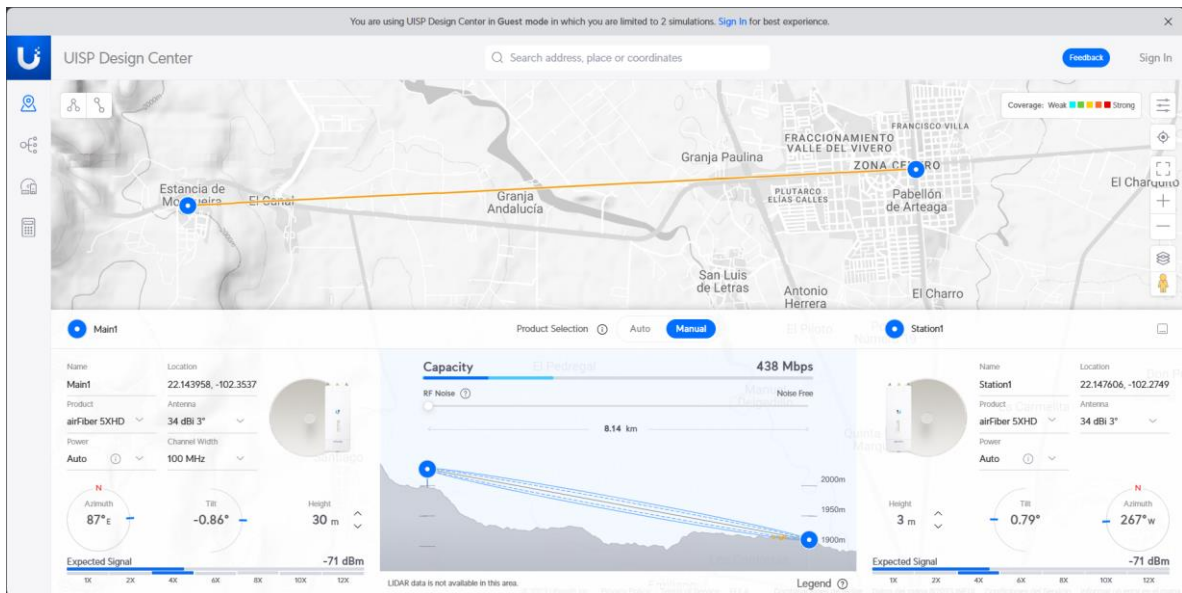 You are using UISP Design Center in Guest mode in which you are limited to 2 simulations. Sign In for best experience.
UISP Design Center
Search address, place or coordinates
Feedback
Sign In
Coverage: Weak Strong
FRANCISCO VILLA
FRACCIONAMIENTO
VALLE DEL VIVERO
Granja Paulina
ZONA
El Charquito
Estancia de
El Canal
Granja
Andalucía
PLUTARCO
ELÍAS CALLES
Pabellón
de Arteaga
San Luis
de Letras
Antonio
Herrera
El Charro
Main1
Product Selection
Auto
Manual
Station1
Name
Location
Main1
22.143958, -102.3537
Product
Antenna
airFiber 5XHD
34 dBi 3°
Power
Channel Width
Auto
100 MHz
N
Azimuth
87° E
Tilt
-0.86°
Height
30 m
Expected Signal
-71 dBm
1X 2X 4X 6X 8X 10X 12X
Capacity
El Pedregal
438 Mbps
RF Noise
Noise Free
8.14 km
2000m
1950m
1900m
LIDAR data is not available in this area.
Legend
Name
Location
Station1
22.147606, -102.2749
Product
Antenna
airFiber 5XHD
34 dBi 3°
Power
Auto
Height
3 m
Tilt
0.79°
N
Azimuth
267° W
Expected Signal
-71 dBm
1X 2X 4X 6X 8X 10X 12X